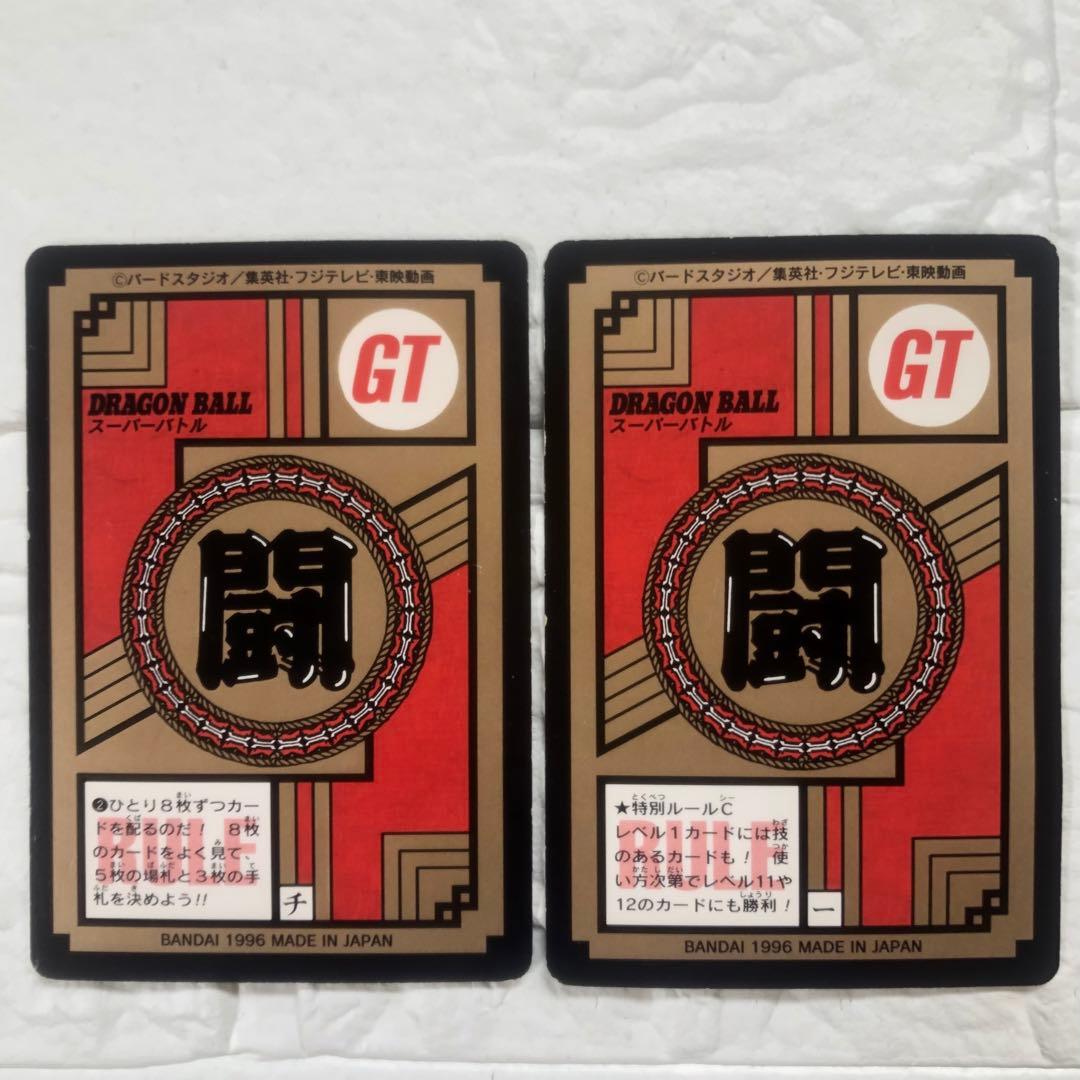 ©バードスタジオ／集英社・フジテレビ・東映動画
GT
DRAGON BALL
スーパーバトル
闘
RULE
❷ひとり8枚ずつカー
ドを配るのだ！ 8枚
のカードをよく見て、
5枚の場札と3枚の手
札を決めよう!!
チ
BANDAI 1996 MADE IN JAPAN
©バードスタジオ／集英社・フジテレビ・東映動画
GT
DRAGON BALL
スーパーバトル
闘
RULE
★特別ルールC
レベル1カードには技
のあるカードも！ 使
い方次第でレベル11や
12のカードにも勝利！
一
BANDAI 1996 MADE IN JAPAN